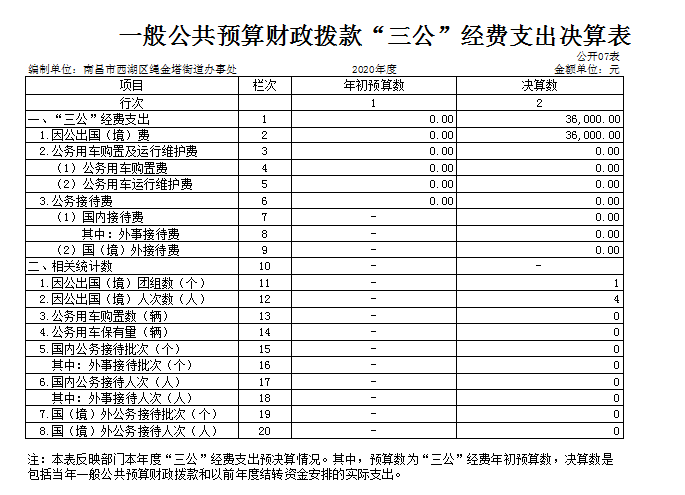 一般公共预算财政拨款“三公”经费支出决算表
公开07表
编制单位：南昌市西湖区绳金塔街道办事处 2020年度 金额单位：元
项目 栏次 年初预算数 决算数
行次 1 2
一、“三公”经费支出 1 0.00 36,000.00
1.因公出国（境）费 2 0.00 36,000.00
2.公务用车购置及运行维护费 3 0.00 0.00
（1）公务用车购置费 4 0.00 0.00
（2）公务用车运行维护费 5 0.00 0.00
3.公务接待费 6 0.00 0.00
（1）国内接待费 7 - 0.00
其中：外事接待费 8 - 0.00
（2）国（境）外接待费 9 - 0.00
二、相关统计数 10 - -
1.因公出国（境）团组数（个） 11 - 1
2.因公出国（境）人次数（人） 12 - 4
3.公务用车购置数（辆） 13 - 0
4.公务用车保有量（辆） 14 - 0
5.国内公务接待批次（个） 15 - 0
其中：外事接待批次（个） 16 - 0
6.国内公务接待人次（人） 17 - 0
其中：外事接待人次（人） 18 - 0
7.国（境）外公务接待批次（个） 19 - 0
8.国（境）外公务接待人次（人） 20 - 0
注：本表反映部门本年度“三公”经费支出预决算情况。其中，预算数为“三公”经费年初预算数，决算数是
包括当年一般公共预算财政拨款和以前年度结转资金安排的实际支出。